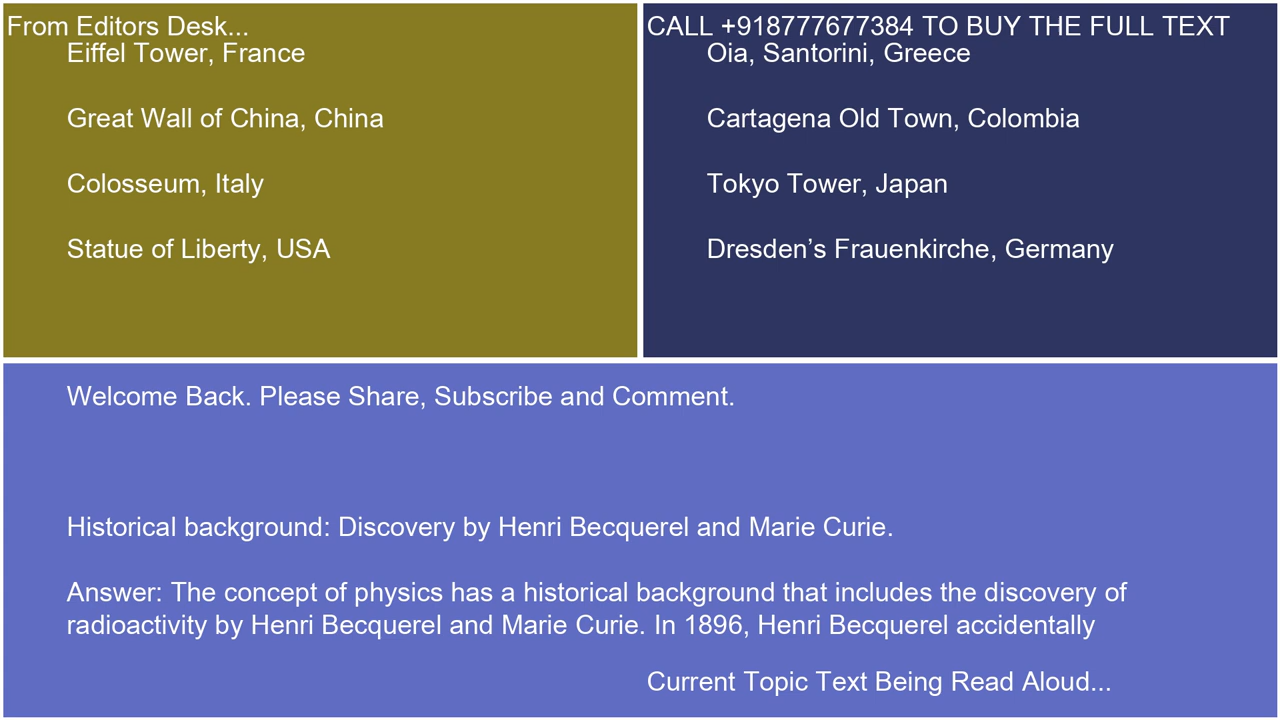 From Editors Desk...
Eiffel Tower, France
Great Wall of China, China
Colosseum, Italy
Statue of Liberty, USA
CALL +918777677384 TO BUY THE FULL TEXT
Oia, Santorini, Greece
Cartagena Old Town, Colombia
Tokyo Tower, Japan
Dresden’s Frauenkirche, Germany
Welcome Back. Please Share, Subscribe and Comment.
Historical background: Discovery by Henri Becquerel and Marie Curie.
Answer: The concept of physics has a historical background that includes the discovery of
radioactivity by Henri Becquerel and Marie Curie. In 1896, Henri Becquerel accidentally
Current Topic Text Being Read Aloud...